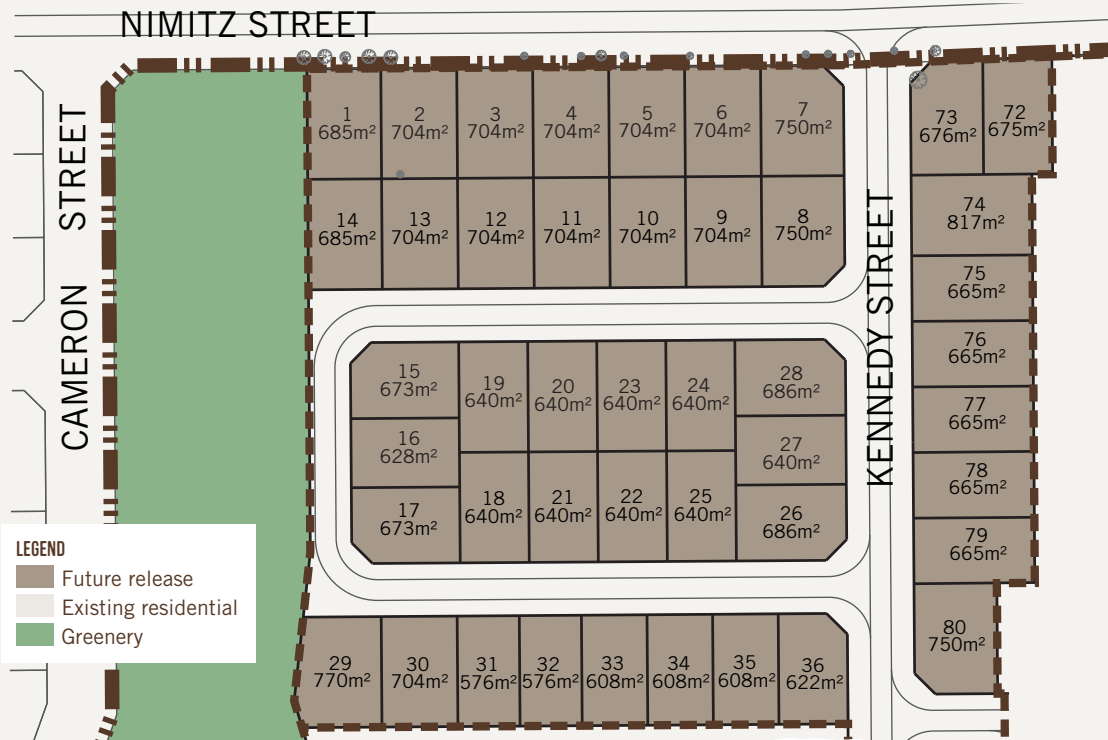 NIMITZ STREET
CAMERON STREET
KENNEDY STREET
1
685m²
2
704m²
3
704m²
4
704m²
5
704m²
6
704m²
7
750m²
14
685m²
13
704m²
12
704m²
11
704m²
10
704m²
9
704m²
8
750m²
73
676m²
72
675m²
74
817m²
75
665m²
76
665m²
77
665m²
78
665m²
79
665m²
80
750m²
15
673m²
16
628m²
17
673m²
19
640m²
20
640m²
23
640m²
24
640m²
28
686m²
27
640m²
26
686m²
18
640m²
21
640m²
22
640m²
25
640m²
29
770m²
30
704m²
31
576m²
32
576m²
33
608m²
34
608m²
35
608m²
36
622m²
LEGEND
Future release
Existing residential
Greenery